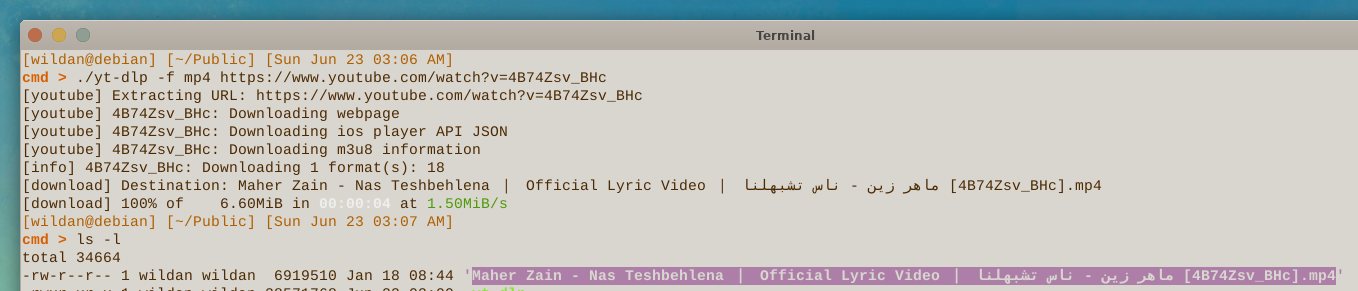 Terminal
[wildan@debian] [~/Public] [Sun Jun 23 03:06 AM]
cmd > ./yt-dlp -f mp4 https://www.youtube.com/watch?v=4B74Zsv_BHc
[youtube] Extracting URL: https://www.youtube.com/watch?v=4B74Zsv_BHc
[youtube] 4B74Zsv_BHc: Downloading webpage
[youtube] 4B74Zsv_BHc: Downloading ios player API JSON
[youtube] 4B74Zsv_BHc: Downloading m3u8 information
[info] 4B74Zsv_BHc: Downloading 1 format(s): 18
[download] Destination: Maher Zain - Nas Teshbehlena ｜ Official Lyric Video ｜ ماهر زين - ناس تشبهلنا [4B74Zsv_BHc].mp4
[download] 100% of    6.60MiB in 00:00:04 at 1.50MiB/s
[wildan@debian] [~/Public] [Sun Jun 23 03:07 AM]
cmd > ls -l
total 34664
-rw-r--r-- 1 wildan wildan  6919510 Jan 18 08:44 'Maher Zain - Nas Teshbehlena ｜ Official Lyric Video ｜ ماهر زين - ناس تشبهلنا [4B74Zsv_BHc].mp4'